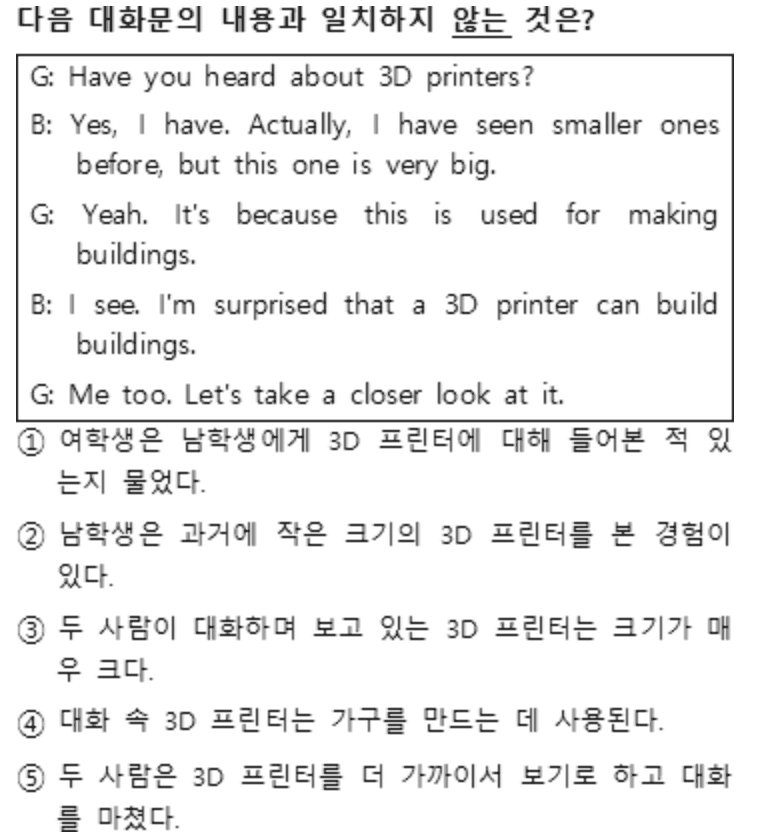 다음 대화문의 내용과 일치하지 않는 것은?
G: Have you heard about 3D printers?
B: Yes, I have. Actually, I have seen smaller ones
before, but this one is very big.
G: Yeah. It's because this is used for making
buildings.
B: I see. I'm surprised that a 3D printer can build
buildings.
G: Me too. Let's take a closer look at it.
① 여학생은 남학생에게 3D 프린터에 대해 들어본 적 있
는지 물었다.
② 남학생은 과거에 작은 크기의 3D 프린터를 본 경험이
있다.
③ 두 사람이 대화하며 보고 있는 3D 프린터는 크기가 매
우 크다.
④ 대화 속 3D 프린터는 가구를 만드는 데 사용된다.
⑤ 두 사람은 3D 프린터를 더 가까이서 보기로 하고 대화
를 마쳤다.